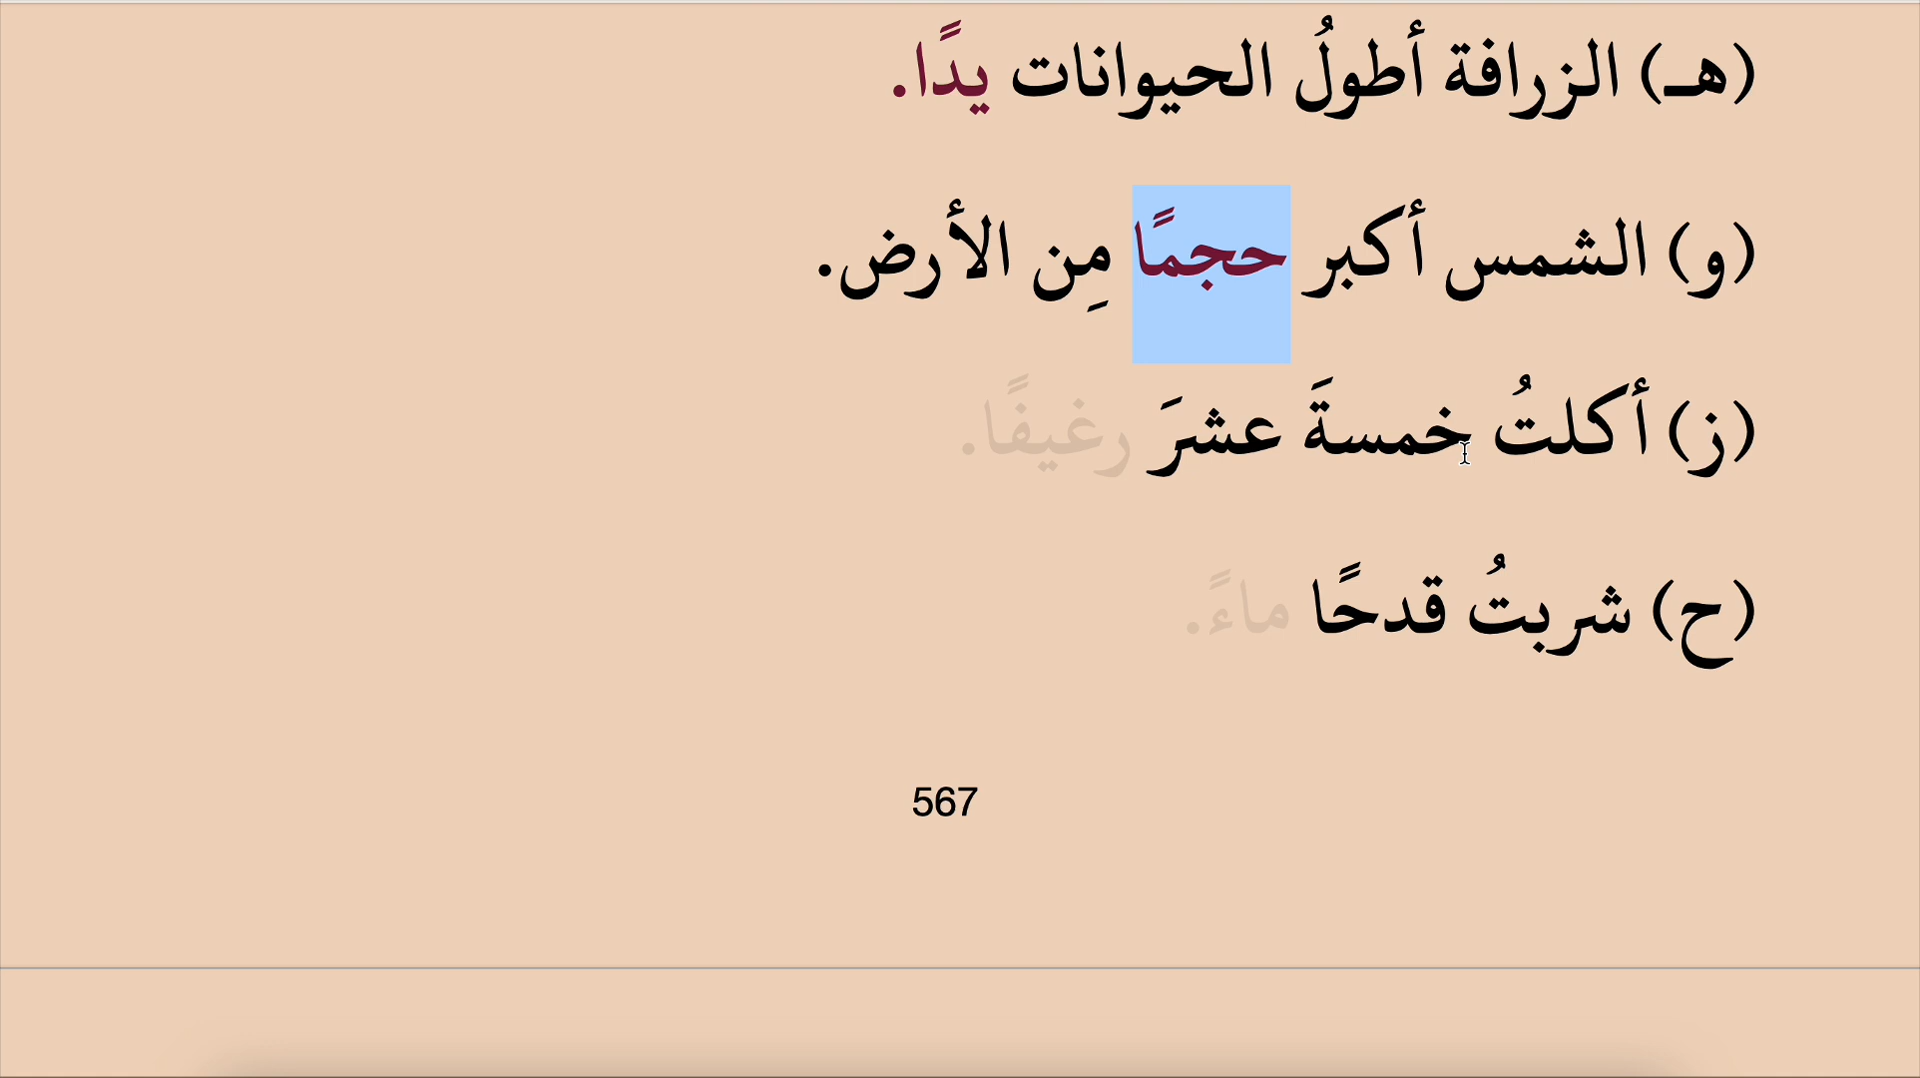 (هـ) الزرافة أطولُ الحيوانات يدًا.
(و) الشمس أكبر حجمًا مِن الأرض.
(ز) أكلتُ خمسةَ عشرَ رغيفًا.
(ح) شربتُ قدحًا ماءً.
567